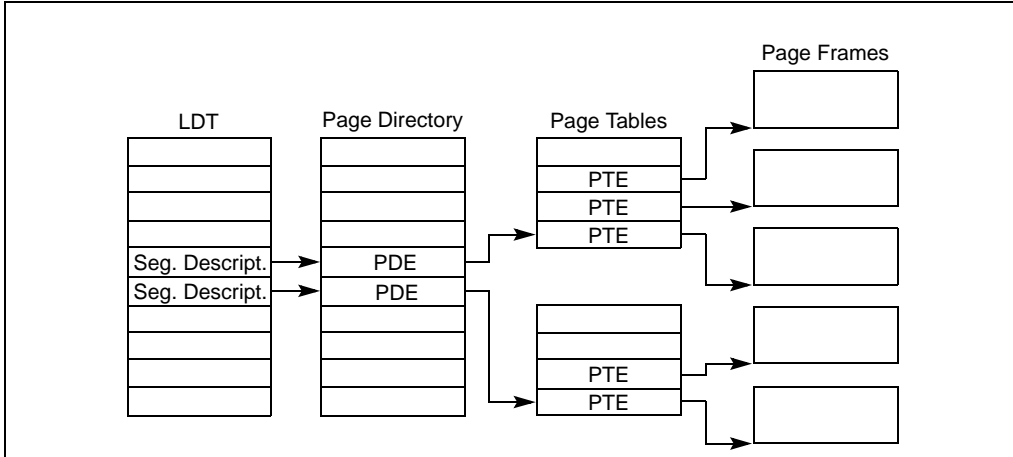 Page Frames
LDT
Page Directory
Page Tables
PTE
PTE
PTE
Seg. Descript.
PDE
Seg. Descript.
PDE
PTE
PTE